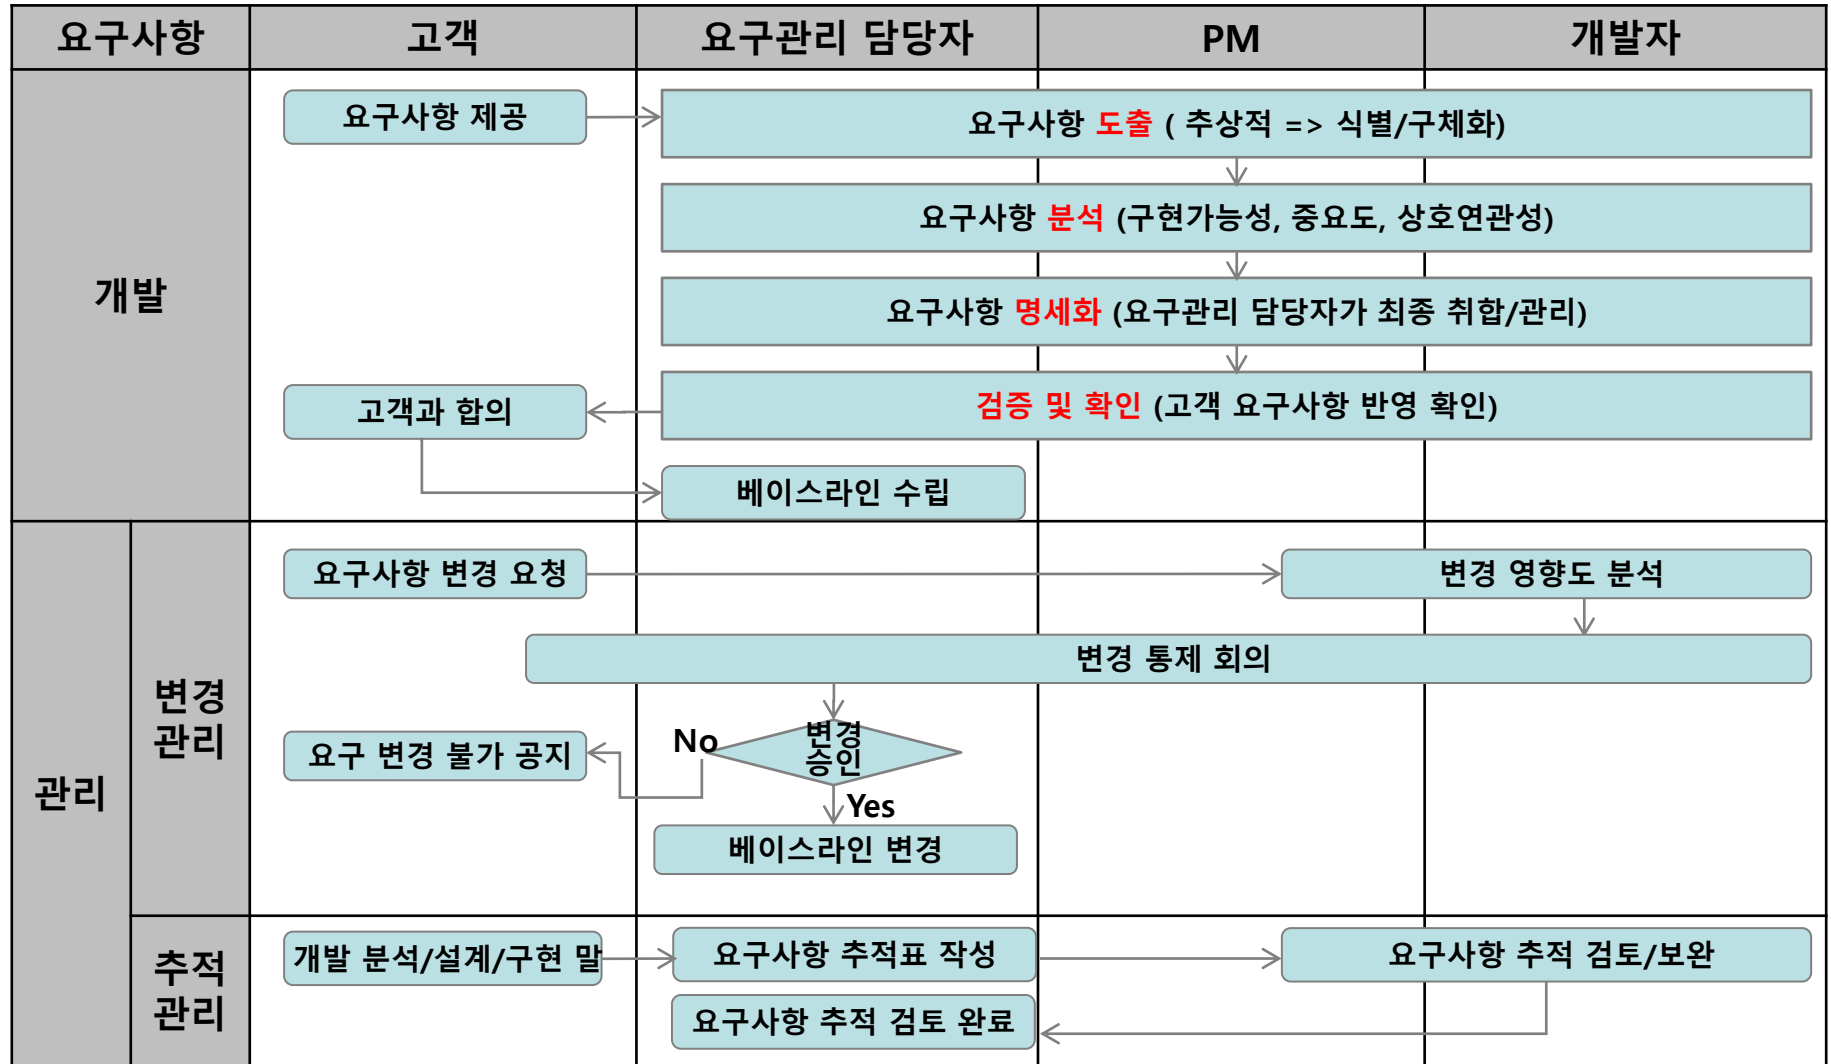 요구사항
고객
요구관리 담당자
PM
개발자
개발
요구사항 제공
요구사항 도출 ( 추상적 => 식별/구체화)
요구사항 분석 (구현가능성, 중요도, 상호연관성)
요구사항 명세화 (요구관리 담당자가 최종 취합/관리)
고객과 합의
검증 및 확인 (고객 요구사항 반영 확인)
베이스라인 수립
관리
변경
관리
요구사항 변경 요청
변경 영향도 분석
변경 통제 회의
No
변경
승인
요구 변경 불가 공지
Yes
베이스라인 변경
추적
관리
개발 분석/설계/구현 말
요구사항 추적표 작성
요구사항 추적 검토/보완
요구사항 추적 검토 완료